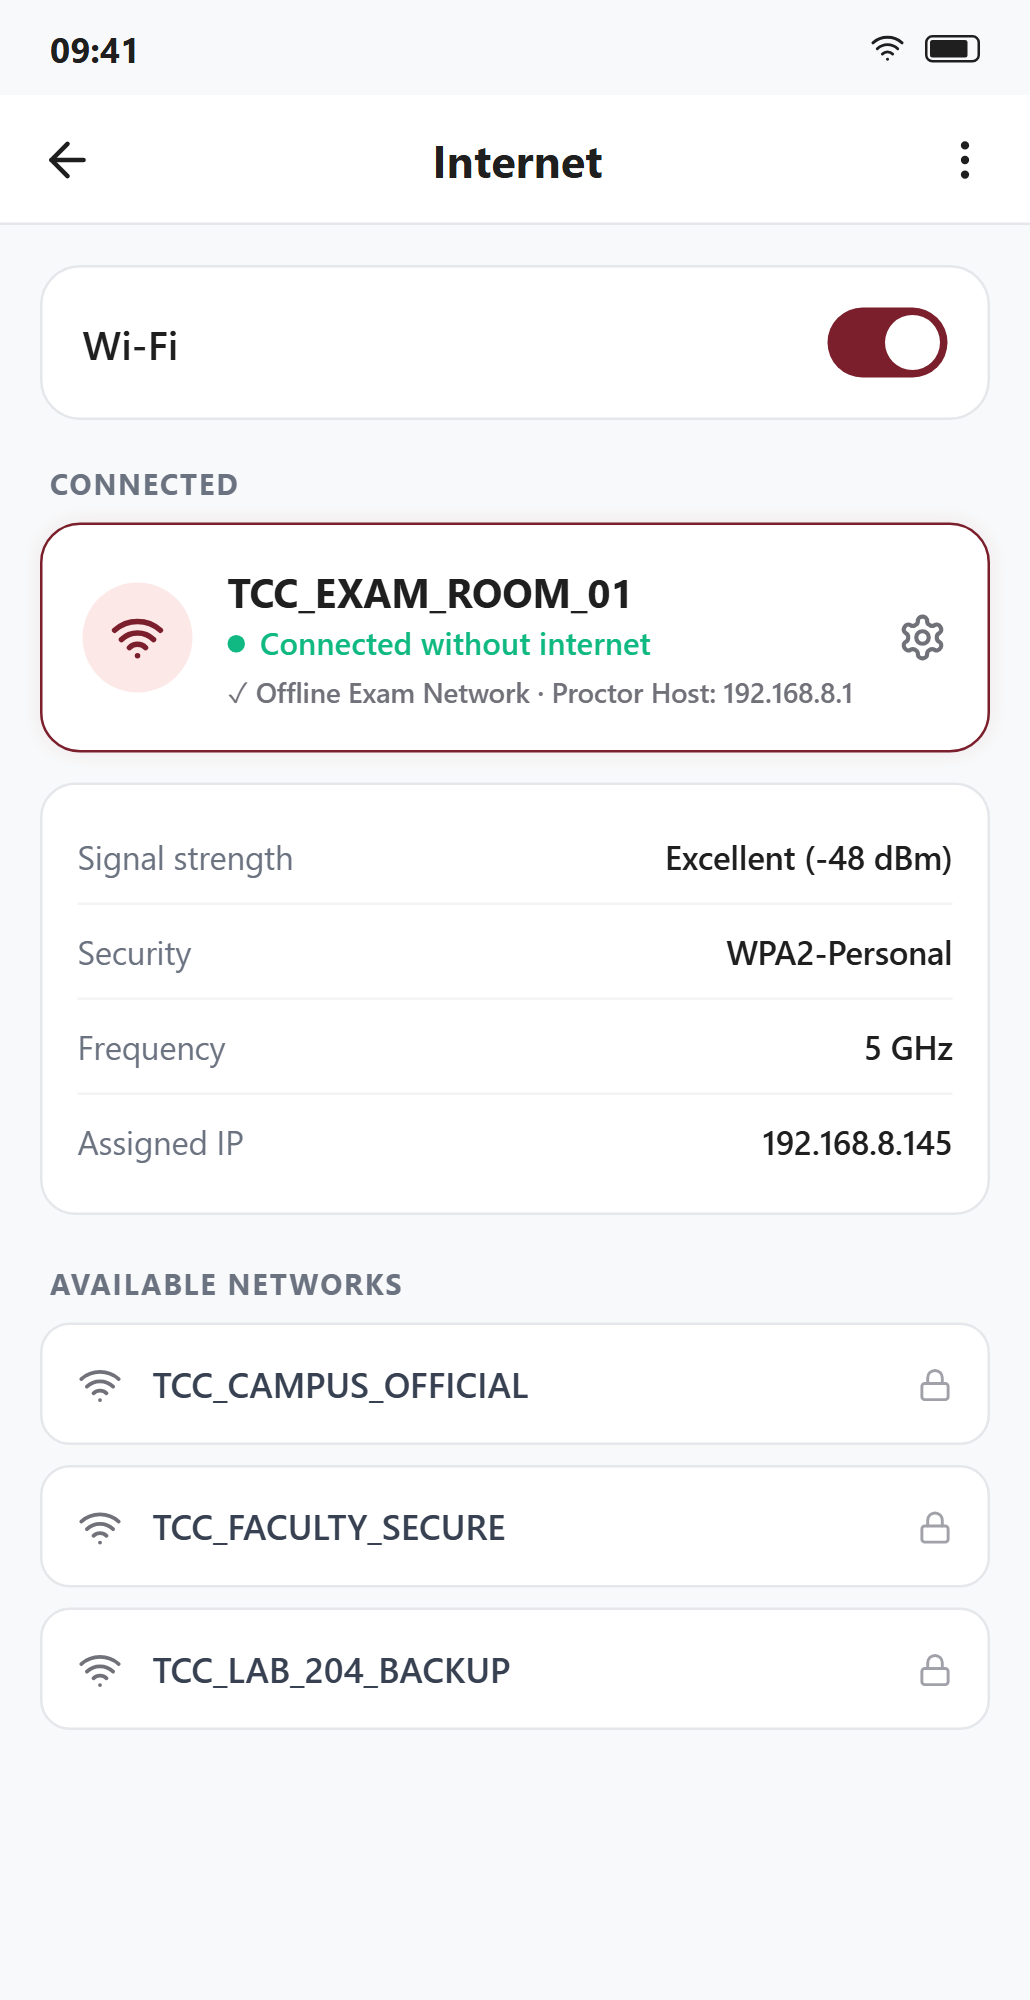 09:41
Internet
Wi-Fi
CONNECTED
TCC_EXAM_ROOM_01
Connected without internet
✓ Offline Exam Network · Proctor Host: 192.168.8.1
Signal strength Excellent (-48 dBm)
Security WPA2-Personal
Frequency 5 GHz
Assigned IP 192.168.8.145
AVAILABLE NETWORKS
TCC_CAMPUS_OFFICIAL
TCC_FACULTY_SECURE
TCC_LAB_204_BACKUP